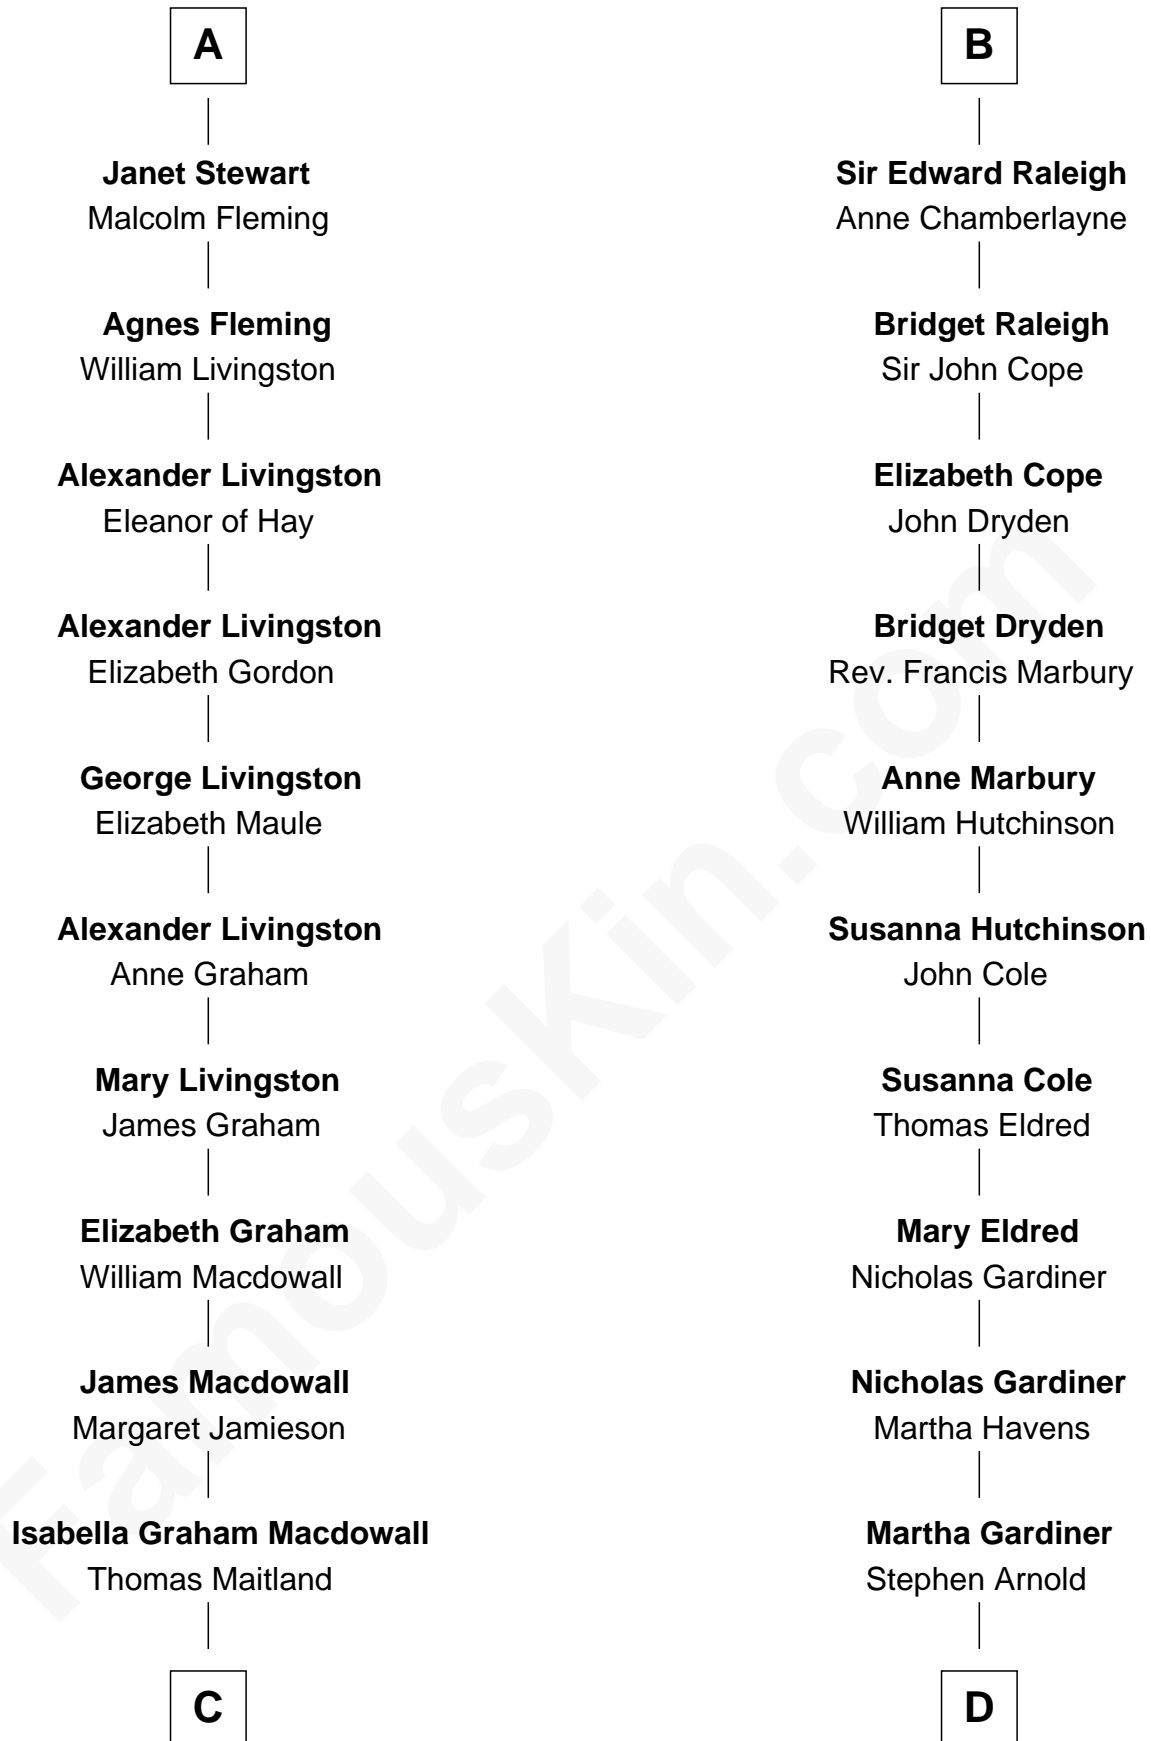 A
Janet Stewart
Malcolm Fleming
Agnes Fleming
William Livingston
Alexander Livingston
Eleanor of Hay
Alexander Livingston
Elizabeth Gordon
George Livingston
Elizabeth Maule
Alexander Livingston
Anne Graham
Mary Livingston
James Graham
Elizabeth Graham
William Macdowall
James Macdowall
Margaret Jamieson
Isabella Graham Macdowall
Thomas Maitland
C
B
Sir Edward Raleigh
Anne Chamberlayne
Bridget Raleigh
Sir John Cope
Elizabeth Cope
John Dryden
Bridget Dryden
Rev. Francis Marbury
Anne Marbury
William Hutchinson
Susanna Hutchinson
John Cole
Susanna Cole
Thomas Eldred
Mary Eldred
Nicholas Gardiner
Nicholas Gardiner
Martha Havens
Martha Gardiner
Stephen Arnold
D
FamousKin.com